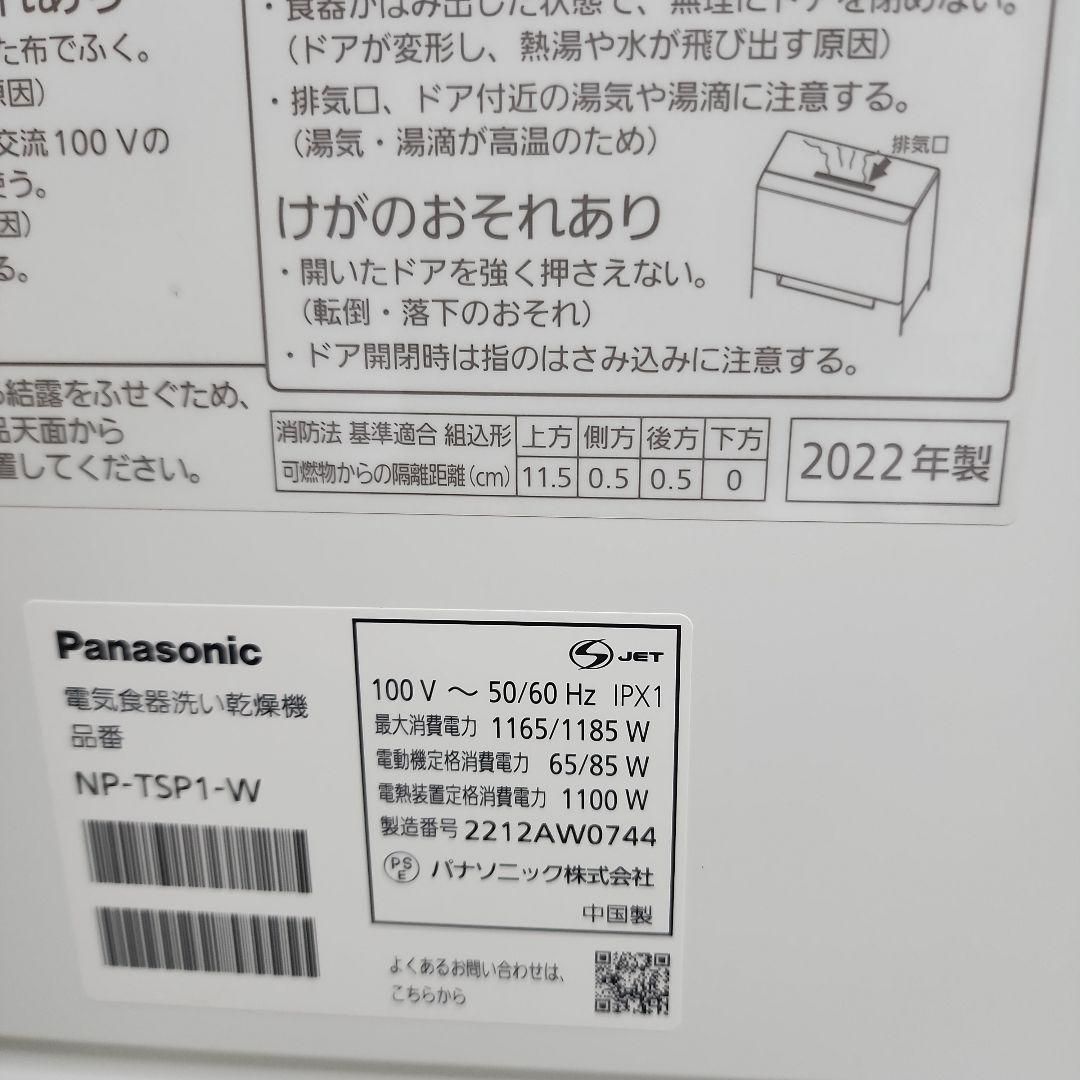 た布でふく。
原因)
交流100 Vの
使う。
因)
る。
・食器がはみ出した状態で、無理にドアを閉めない。
(ドアが変形し、熱湯や水が飛び出す原因)
・排気口、ドア付近の湯気や湯滴に注意する。
(湯気・湯滴が高温のため)
排気口
けがのおそれあり
・開いたドアを強く押さえない。
(転倒・落下のおそれ)
・ドア開閉時は指のはさみ込みに注意する。
結露をふせぐため、
品天面から
置してください。
消防法 基準適合 組込形 上方 側方 後方 下方
可燃物からの隔離距離(cm) 11.5 0.5 0.5 0
2022年製
Panasonic
電気食器洗い乾燥機
品番
NP-TSP1-W
S JET
100 V ～ 50/60 Hz IPX1
最大消費電力 1165/1185 W
電動機定格消費電力 65/85 W
電熱装置定格消費電力 1100 W
製造番号 2212AW0744
PSE パナソニック株式会社
中国製
よくあるお問い合わせは、
こちらから